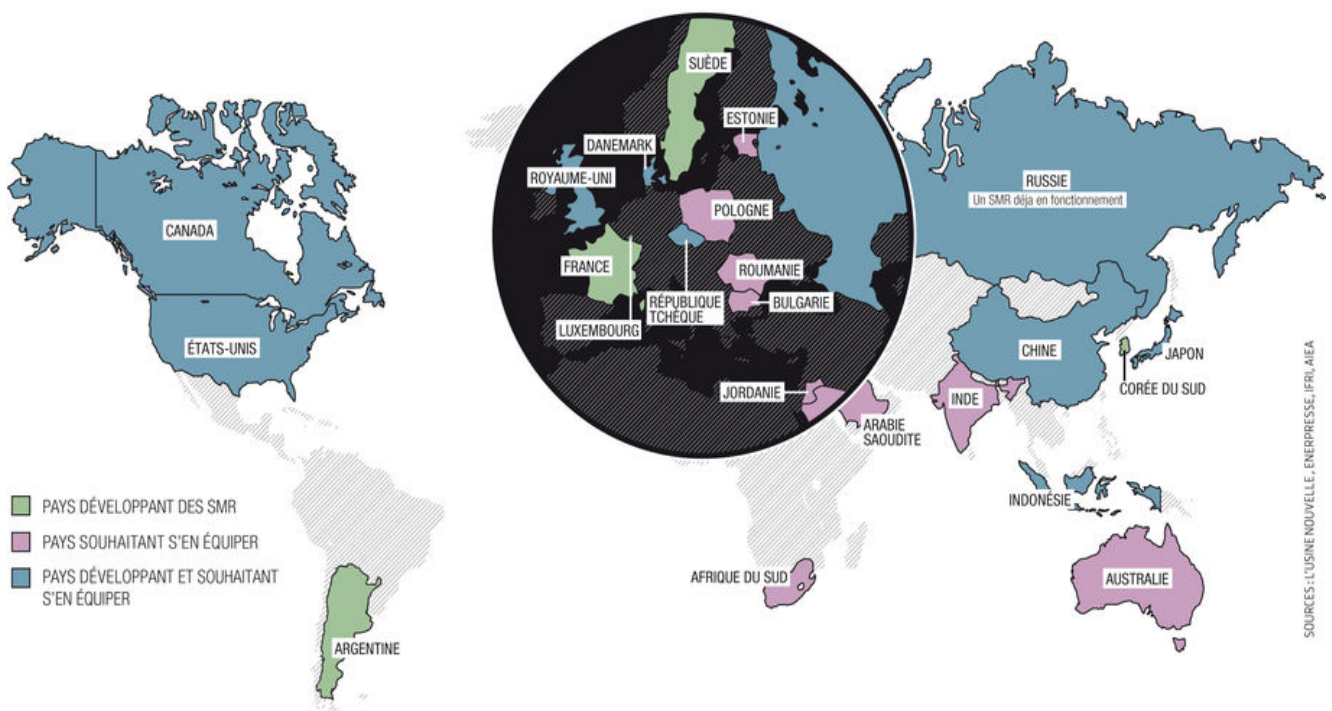 SUÈDE
ESTONIE
DANEMARK
ROYAUME-UNI
RUSSIE
Un SMR déja en fonctionnement
POLOGNE
CANADA
FRANCE
ROUMANIE
RÉPUBLIQUE
TCHÈQUE
BULGARIE
LUXEMBOURG
ÉTATS-UNIS
CHINE
JAPON
CORÉE DU SUD
JORDANIE
INDE
ARABIE
SAOUDITE
INDONÉSIE
PAYS DÉVELOPPANT DES SMR
PAYS SOUHAITANT S'EN ÉQUIPER
PAYS DÉVELOPPANT ET SOUHAITANT
S'EN ÉQUIPER
AFRIQUE DU SUD
AUSTRALIE
ARGENTINE
SOURCES : L'USINE NOUVELLE, ENERPRESSE, IFRI, AIEA